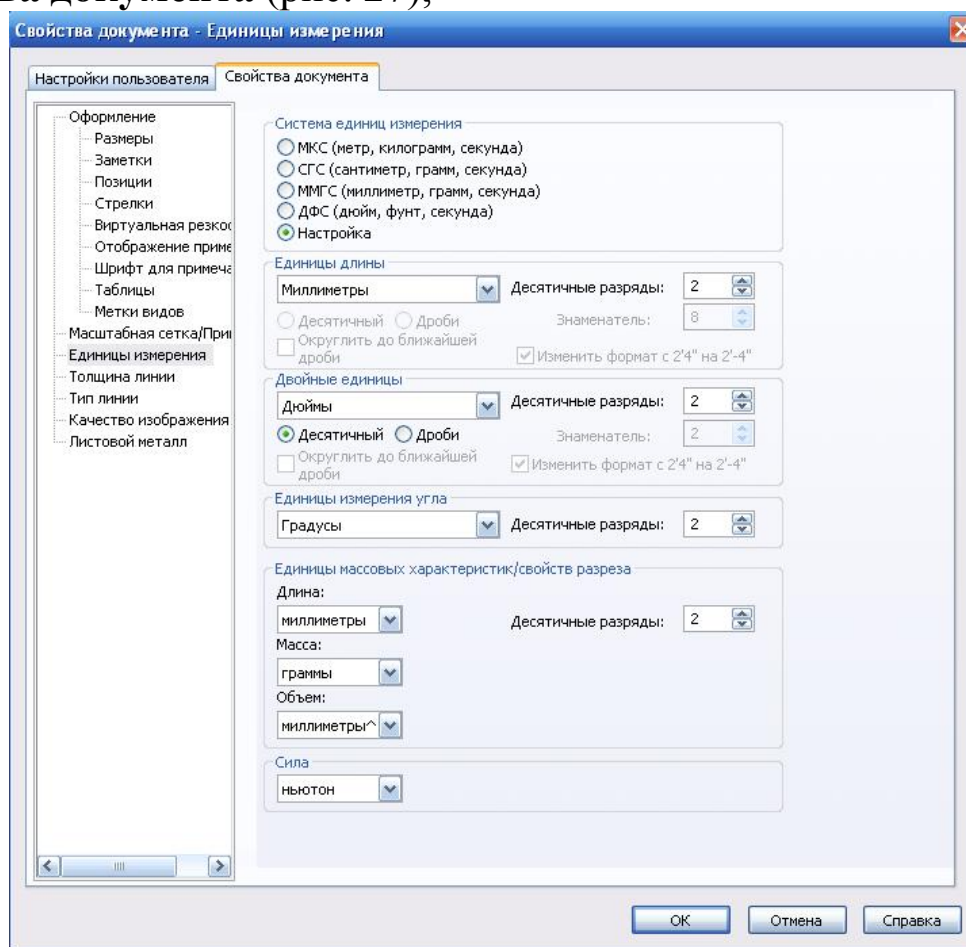 ва документа (рис. 27);
Свойства документа - Единицы измерения
Настройки пользователя Свойства документа
Оформление
Размеры
Заметки
Позиции
Стрелки
Виртуальная резкос
Отображение приме
Шрифт для примеча
Таблицы
Метки видов
Масштабная сетка/При
Единицы измерения
Толщина линии
Тип линии
Качество изображения
Листовой металл
Система единиц измерения
МКС (метр, килограмм, секунда)
СГС (сантиметр, грамм, секунда)
ММГС (миллиметр, грамм, секунда)
ДФС (дюйм, фунт, секунда)
Настройка
Единицы длины
Миллиметры Десятичные разряды: 2
Десятичный Дроби Знаменатель: 8
Округлить до ближайшей
дроби Изменить формат с 2'4" на 2'-4"
Двойные единицы
Дюймы Десятичные разряды: 2
Десятичный Дроби Знаменатель: 2
Округлить до ближайшей
дроби Изменить формат с 2'4" на 2'-4"
Единицы измерения угла
Градусы Десятичные разряды: 2
Единицы массовых характеристик/свойств разреза
Длина:
миллиметры Десятичные разряды: 2
Масса:
граммы
Объем:
миллиметры^
Сила
ньютон
ОК Отмена Справка